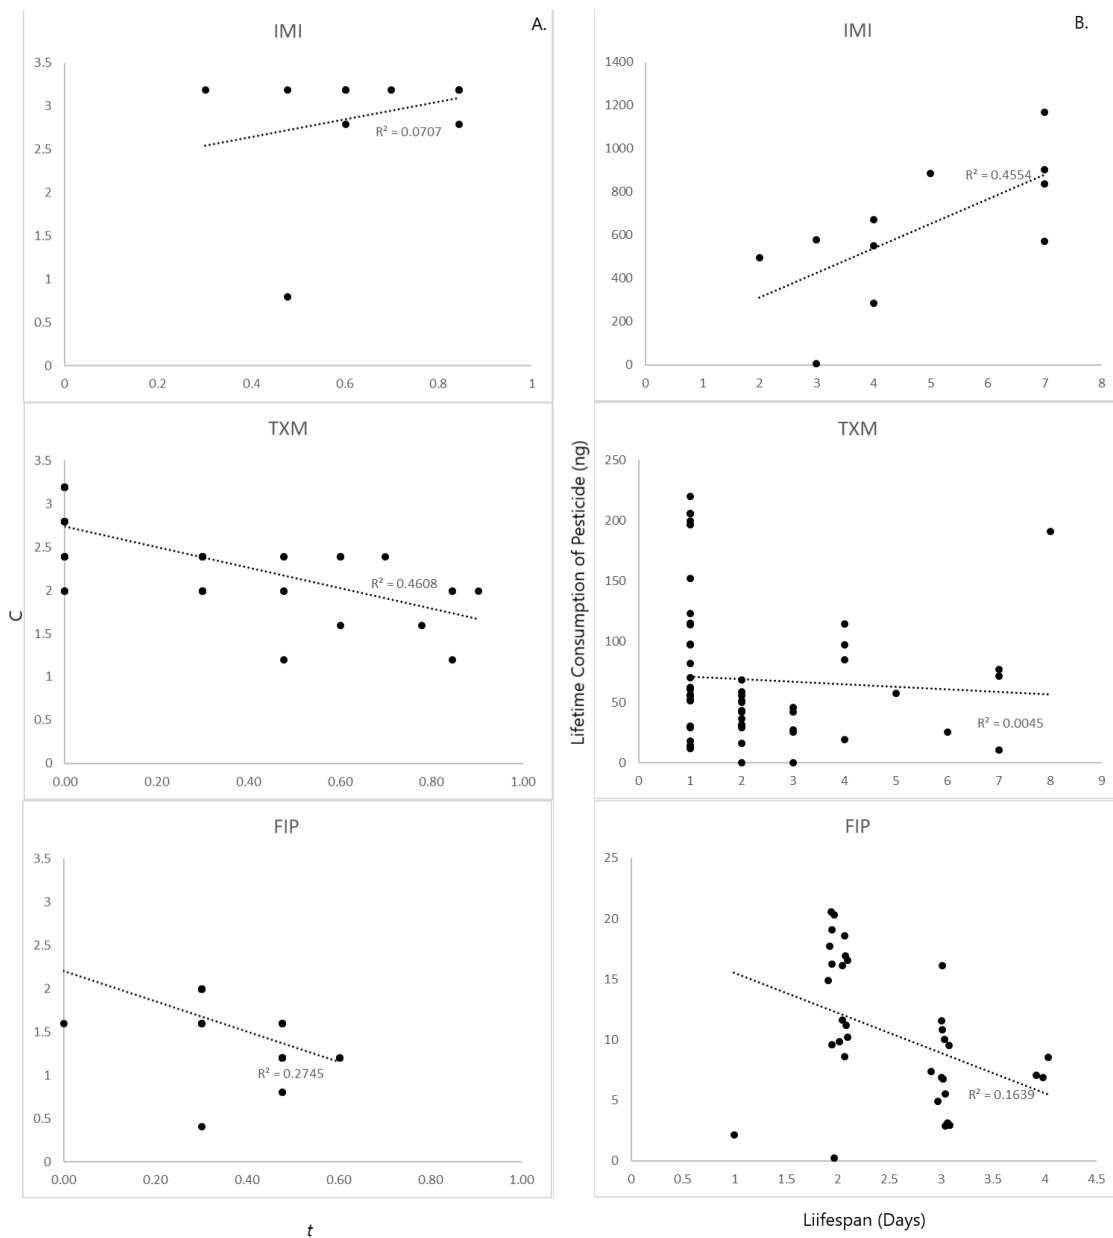 IMI
A.
3.5
3
2.5
2
1.5
1
0.5
0
R² = 0.0707
0 0.2 0.4 0.6 0.8 1
TXM
3.5
3
2.5
2
1.5
1
0.5
0
R² = 0.4608
0.00 0.20 0.40 0.60 0.80 1.00
C
FIP
3.5
3
2.5
2
1.5
1
0.5
0
R² = 0.2745
0.00 0.20 0.40 0.60 0.80 1.00
t
IMI
B.
1400
1200
1000
800
600
400
200
0
R² = 0.4554
0 1 2 3 4 5 6 7 8
Lifetime Consumption of Pesticide (ng)
TXM
250
200
150
100
50
0
R² = 0.0045
0 1 2 3 4 5 6 7 8 9
FIP
25
20
15
10
5
0
R² = 0.1639
0 0.5 1 1.5 2 2.5 3 3.5 4 4.5
Liifespan (Days)